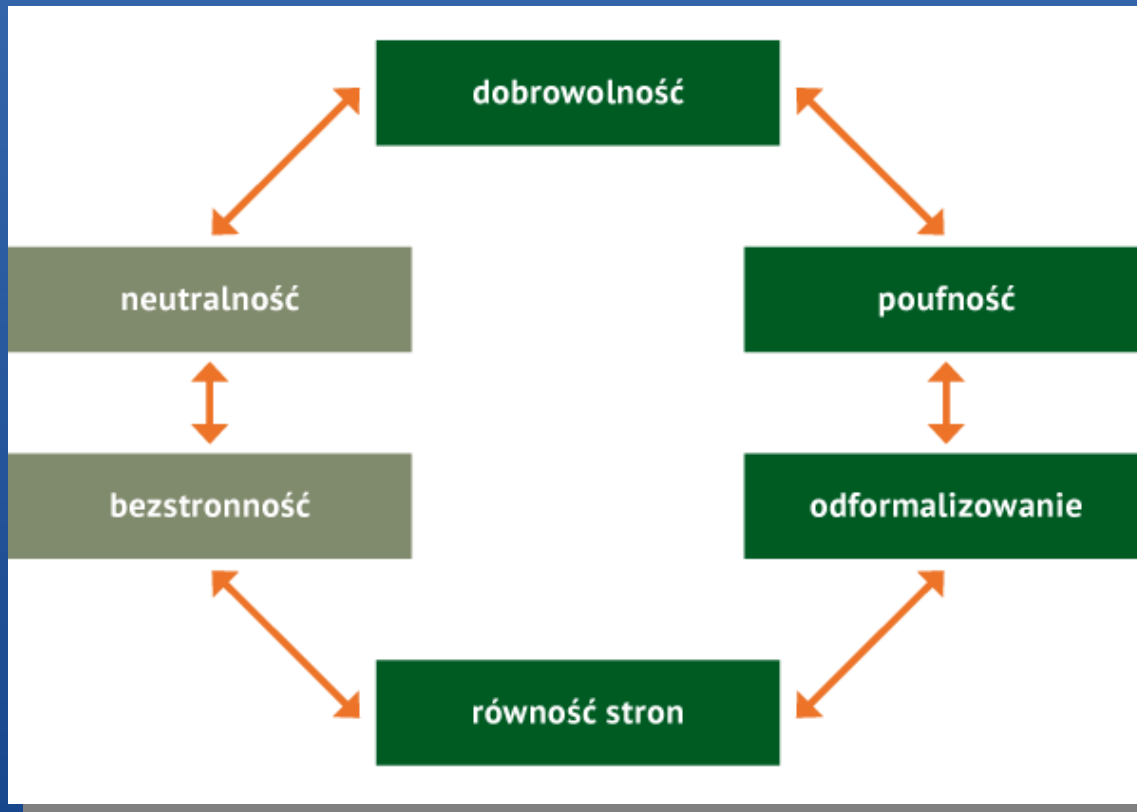 dobrowolność
neutralność
poufność
bezstronność
odformalizowanie
równość stron